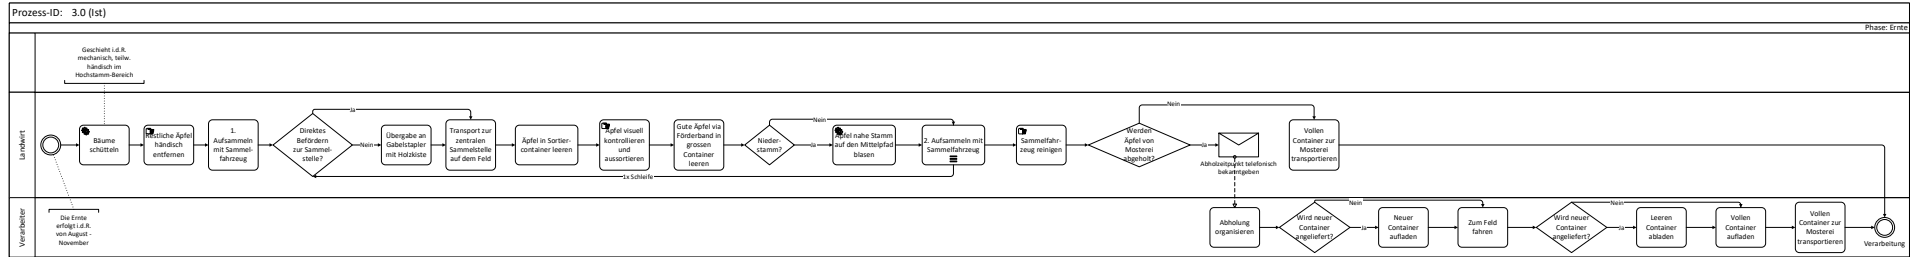 Prozess-ID: 3.0 (Ist)
Phase: Ernte
Geschieht i.d.R.
mechanisch, teilw.
händisch im
Hochstamm-Bereich
Landwirt
Bäume
schütteln
Restliche Äpfel
händisch
entfernen
1.
Aufsammeln
mit Sammel-
fahrzeug
Direktes
Befördern
zur Sammel-
stelle?
Ja
Nein
Übergabe an
Gabelstapler
mit Holzkiste
Transport zur
zentralen
Sammelstelle
auf dem Feld
Äpfel in Sortier-
container leeren
Äpfel visuell
kontrollieren
und
aussortieren
Gute Äpfel via
Förderband in
grossen
Container
leeren
Nieder-
stamm?
Nein
Ja
Äpfel nahe Stamm
auf den Mittelpfad
blasen
2. Aufsammeln mit
Sammelfahrzeug
1x Schleife
Sammelfahr-
zeug reinigen
Werden
Äpfel von
Mosterei
abgeholt?
Nein
Ja
Abholzeitpunkt telefonisch
bekanntgeben
Vollen
Container zur
Mosterei
transportieren
Verarbeiter
Die Ernte
erfolgt i.d.R.
von August -
November
Abholung
organisieren
Wird neuer
Container
angeliefert?
Nein
Ja
Neuer
Container
aufladen
Zum Feld
fahren
Wird neuer
Container
angeliefert?
Nein
Ja
Leeren
Container
abladen
Vollen
Container
aufladen
Vollen
Container zur
Mosterei
transportieren
Verarbeitung